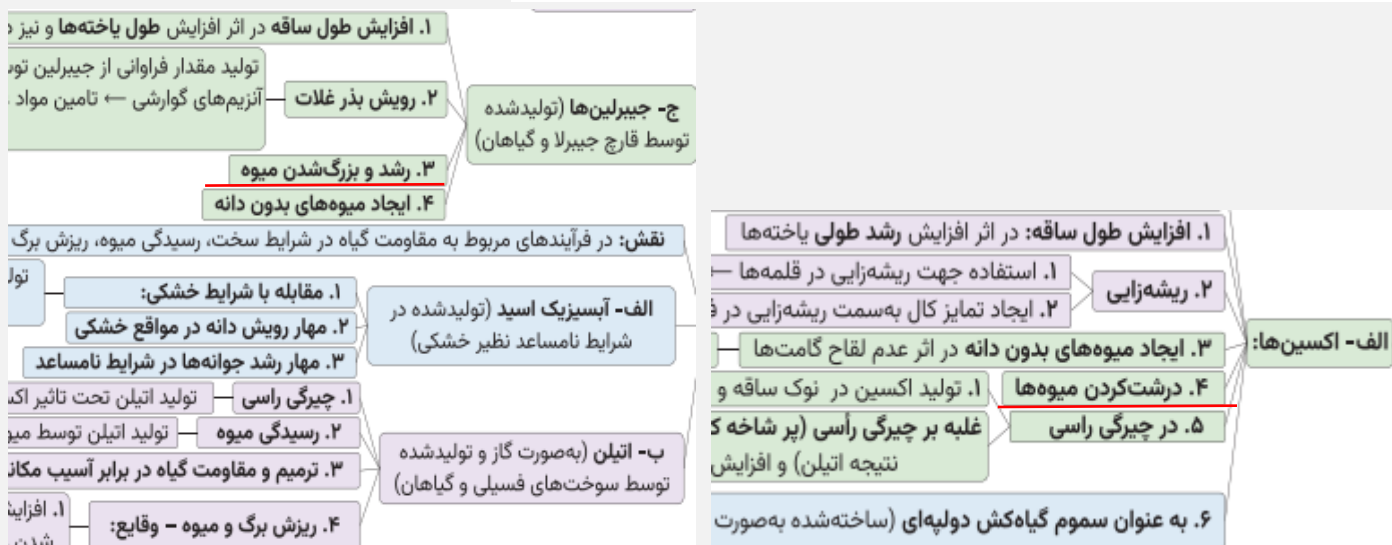 ۱. افزایش طول ساقه در اثر افزایش طول یاخته‌ها و نیز
ج- جیبرلین‌ها (تولیدشده
توسط قارچ جیبرلا و گیاهان)
۲. رویش بذر غلات
تولید مقدار فراوانی از جیبرلین
آنزیم‌های گوارشی ← تامین مواد
۳. رشد و بزرگ‌شدن میوه
۴. ایجاد میوه‌های بدون دانه
نقش: در فرآیندهای مربوط به مقاومت گیاه در شرایط سخت، رسیدگی میوه، ریزش برگ
الف- آبسیزیک اسید (تولیدشده در
شرایط نامساعد نظیر خشکی)
۱. مقابله با شرایط خشکی:
۲. مهار رویش دانه در مواقع خشکی
۳. مهار رشد جوانه‌ها در شرایط نامساعد
ب- اتیلن (به‌صورت گاز و تولیدشده
توسط سوخت‌های فسیلی و گیاهان)
۱. چیرگی راسی
تولید اتیلن تحت تاثیر
۲. رسیدگی میوه
تولید اتیلن توسط
۳. ترمیم و مقاومت گیاه در برابر آسیب
۴. ریزش برگ و میوه – وقایع:
۱.
شدن
الف- اکسین‌ها:
۱. افزایش طول ساقه: در اثر افزایش رشد طولی یاخته‌ها
۲. ریشه‌زایی
۱. استفاده جهت ریشه‌زایی در قلمه‌ها ←
۲. ایجاد تمایز کال به‌سمت ریشه‌زایی در
۳. ایجاد میوه‌های بدون دانه در اثر عدم لقاح گامت‌ها
۴. درشت‌کردن میوه‌ها
۵. در چیرگی راسی
۱. تولید اکسین در نوک ساقه و
غلبه بر چیرگی رأسی (پر شاخه
نتیجه اتیلن) و افزایش
۶. به عنوان سموم گیاه‌کش دولپه‌ای (ساخته‌شده به‌صورت